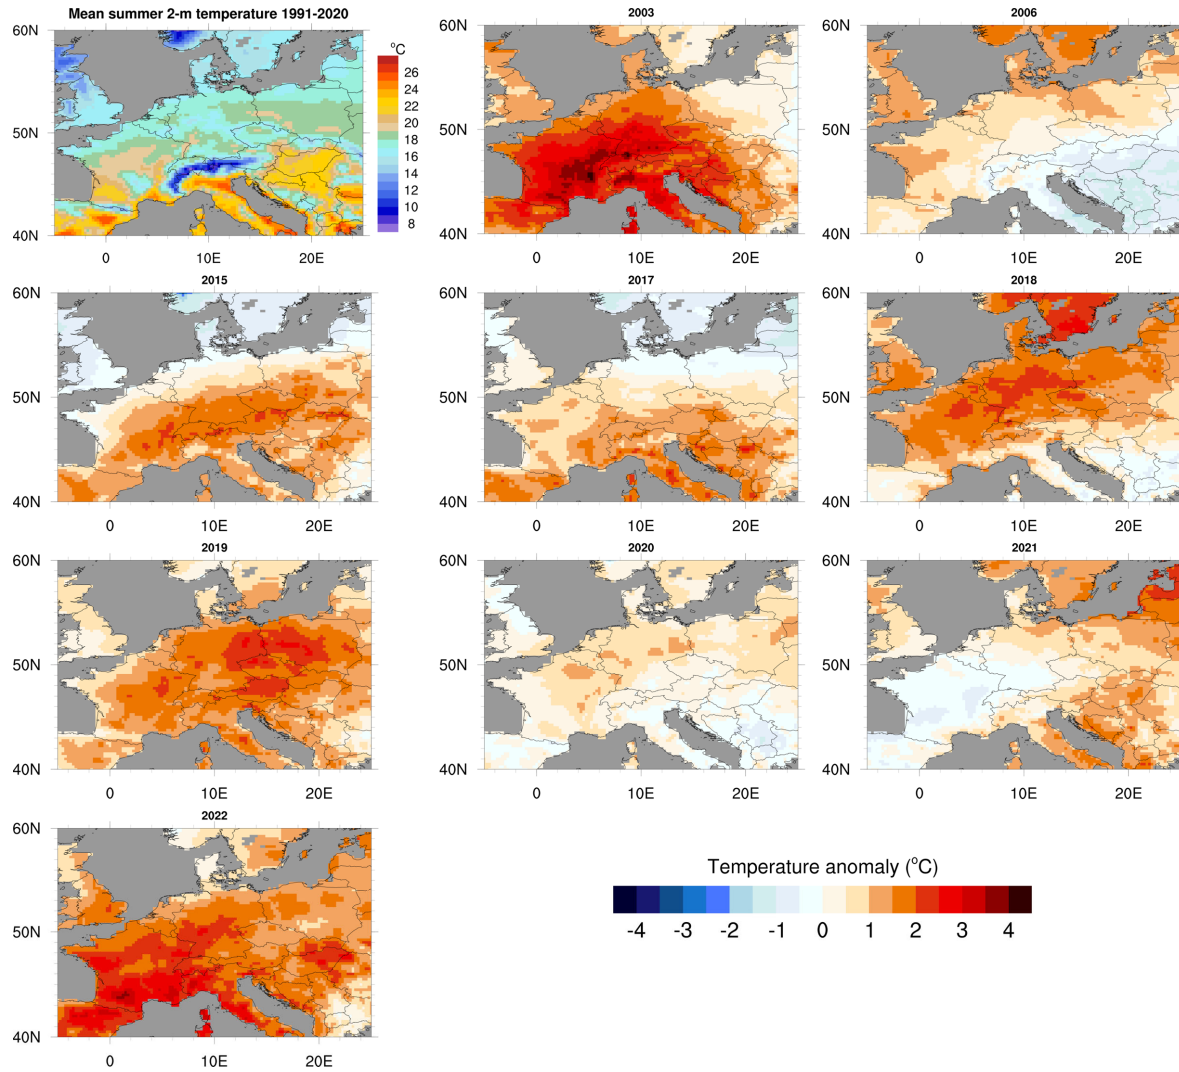 Mean summer 2-m temperature 1991-2020
60N
50N
40N
0
10E
20E
°C
26
24
22
20
18
16
14
12
10
8
2003
60N
50N
40N
0
10E
20E
2006
60N
50N
40N
0
10E
20E
2015
60N
50N
40N
0
10E
20E
2017
60N
50N
40N
0
10E
20E
2018
60N
50N
40N
0
10E
20E
2019
60N
50N
40N
0
10E
20E
2020
60N
50N
40N
0
10E
20E
2021
60N
50N
40N
0
10E
20E
2022
60N
50N
40N
0
10E
20E
Temperature anomaly (°C)
-4 -3 -2 -1 0 1 2 3 4